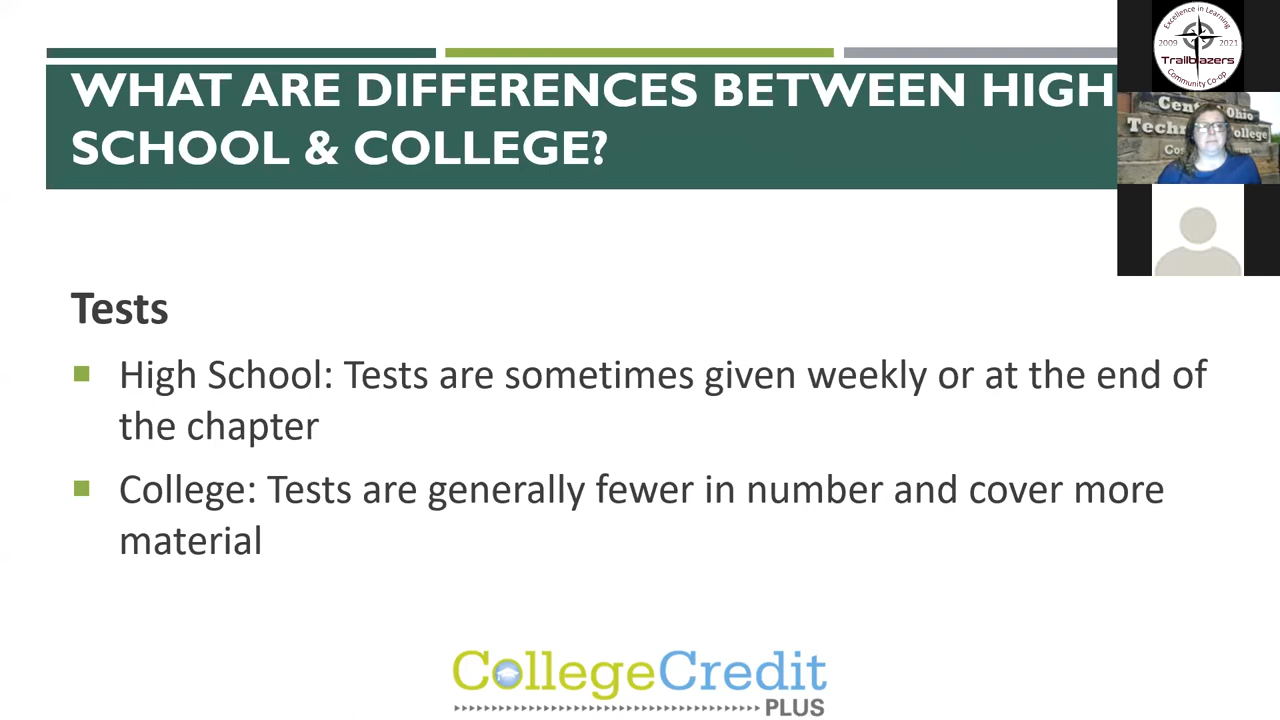 WHAT ARE DIFFERENCES BETWEEN HIGH
SCHOOL & COLLEGE?
Excellence in Learning
2009 2021
Trailblazers
Community Co-op
Ohio
College
Tests
High School: Tests are sometimes given weekly or at the end of
the chapter
College: Tests are generally fewer in number and cover more
material
CollegeCredit
PLUS